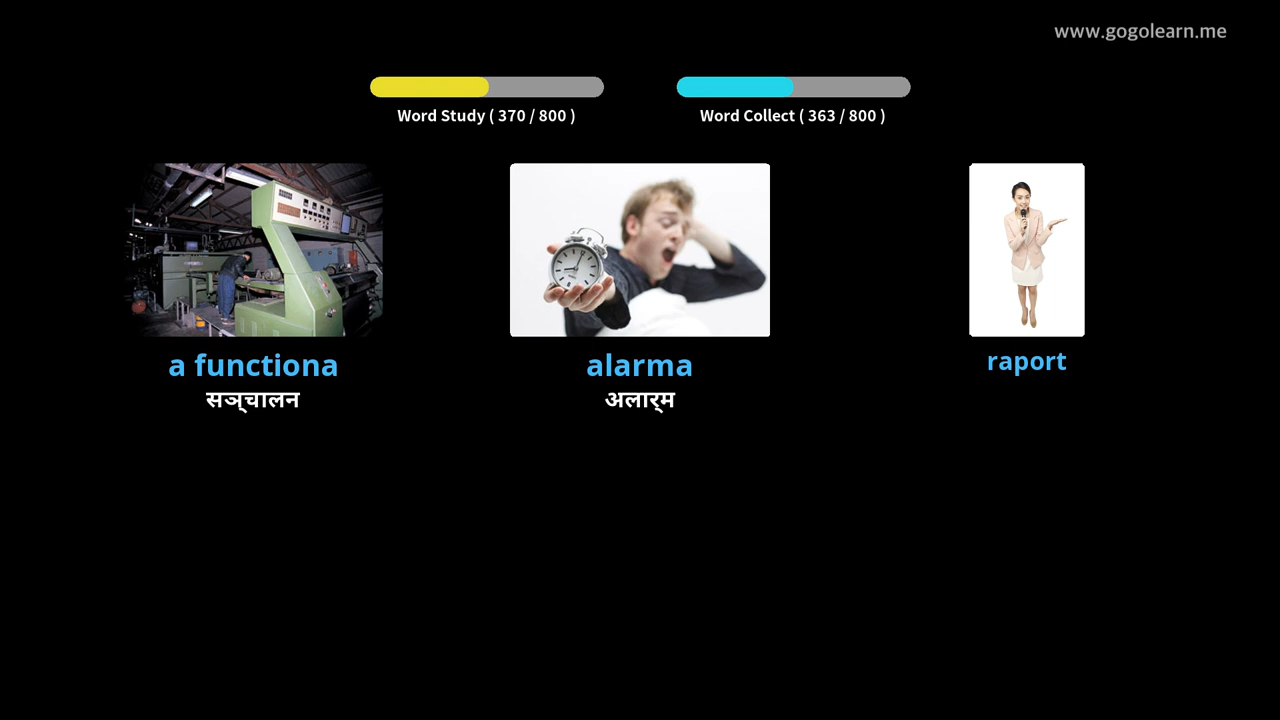 www.gogolearn.me
Word Study ( 370 / 800 )
Word Collect ( 363 / 800 )
a functiona
सञ्चालन
alarma
अलार्म
raport